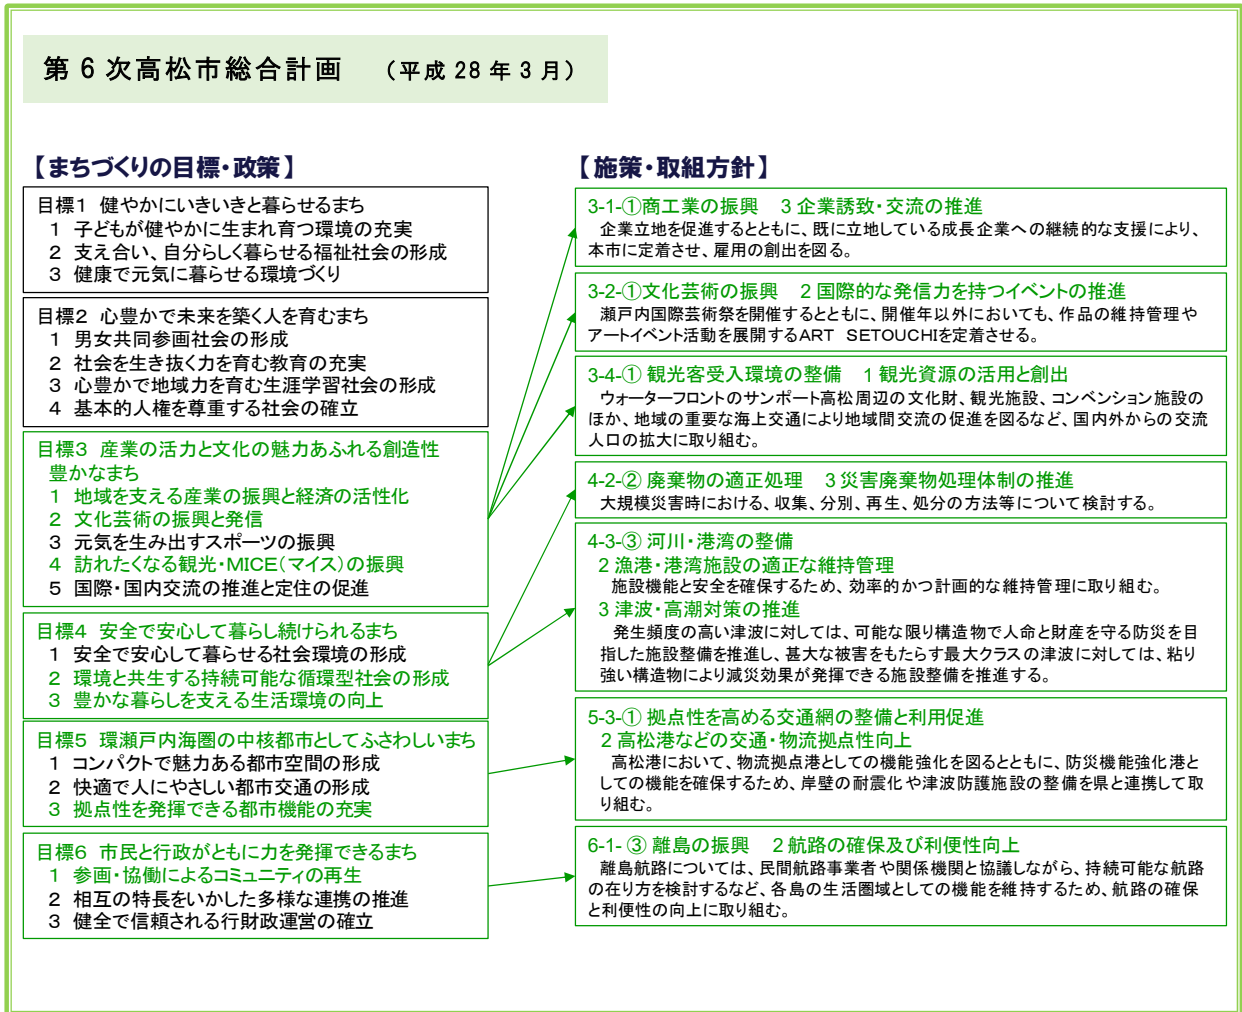 第６次高松市総合計画　（平成28年３月）
【まちづくりの目標・政策】
目標1 健やかにいきいきと暮らせるまち
1 子どもが健やかに生まれ育つ環境の充実
2 支え合い、自分らしく暮らせる福祉社会の形成
3 健康で元気に暮らせる環境づくり
目標2 心豊かで未来を築く人を育むまち
1 男女共同参画社会の形成
2 社会を生き抜く力を育む教育の充実
3 心豊かで地域力を育む生涯学習社会の形成
4 基本的人権を尊重する社会の確立
目標3 産業の活力と文化の魅力あふれる創造性
豊かなまち
1 地域を支える産業の振興と経済の活性化
2 文化芸術の振興と発信
3 元気を生み出すスポーツの振興
4 訪れたくなる観光・MICE（マイス）の振興
5 国際・国内交流の推進と定住の促進
目標4 安全で安心して暮らし続けられるまち
1 安全で安心して暮らせる社会環境の形成
2 環境と共生する持続可能な循環型社会の形成
3 豊かな暮らしを支える生活環境の向上
目標5 環瀬戸内海圏の中核都市としてふさわしいまち
1 コンパクトで魅力ある都市空間の形成
2 快適で人にやさしい都市交通の形成
3 拠点性を発揮できる都市機能の充実
目標6 市民と行政がともに力を発揮できるまち
1 参画・協働によるコミュニティの再生
2 相互の特長をいかした多様な連携の推進
3 健全で信頼される行財政運営の確立
【施策・取組方針】
3-1-①商工業の振興　3 企業誘致・交流の推進
企業立地を促進するとともに、既に立地している成長企業への継続的な支援により、
本市に定着させ、雇用の創出を図る。
3-2-①文化芸術の振興　2 国際的な発信力を持つイベントの推進
瀬戸内国際芸術祭を開催するとともに、開催年以外においても、作品の維持管理や
アートイベント活動を展開するART　SETOUCHIを定着させる。
3-4-① 観光客受入環境の整備　1 観光資源の活用と創出
ウォーターフロントのサンポート高松周辺の文化財、観光施設、コンベンション施設の
ほか、地域の重要な海上交通により地域間交流の促進を図るなど、国内外からの交流
人口の拡大に取り組む。
4-2-② 廃棄物の適正処理　3 災害廃棄物処理体制の推進
大規模災害時における、収集、分別、再生、処分の方法等について検討する。
4-3-③ 河川・港湾の整備
2 漁港・港湾施設の適正な維持管理
施設機能と安全を確保するため、効率的かつ計画的な維持管理に取り組む。
3 津波・高潮対策の推進
発生頻度の高い津波に対しては、可能な限り構造物で人命と財産を守る防災を目
指した施設整備を推進し、甚大な被害をもたらす最大クラスの津波に対しては、粘り
強い構造物により減災効果が発揮できる施設整備を推進する。
5-3-① 拠点性を高める交通網の整備と利用促進
2 高松港などの交通・物流拠点性向上
高松港において、物流拠点港としての機能強化を図るとともに、防災機能強化港と
しての機能を確保するため、岸壁の耐震化や津波防護施設の整備を県と連携して取
り組む。
6-1-③ 離島の振興　2 航路の確保及び利便性向上
離島航路については、民間航路事業者や関係機関と協議しながら、持続可能な航路
の在り方を検討するなど、各島の生活圏域としての機能を維持するため、航路の確保
と利便性の向上に取り組む。